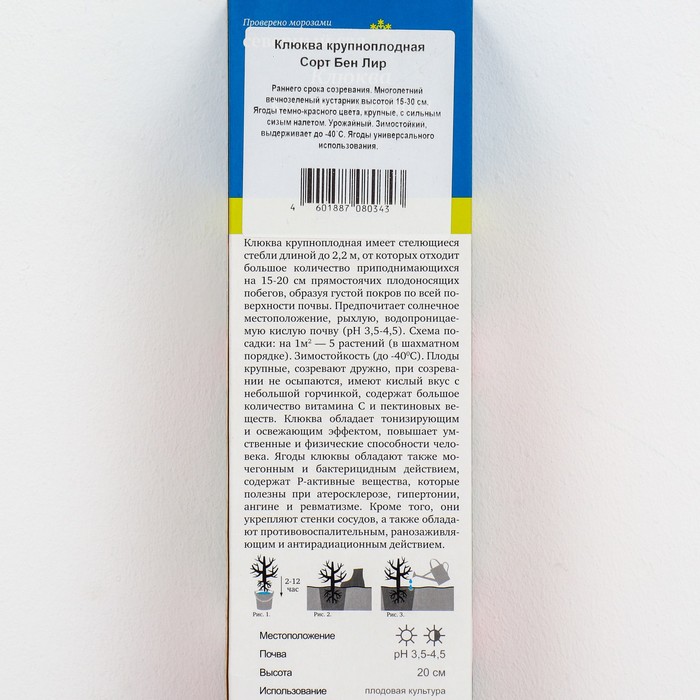 Проверено морозами
Клюква крупноплодная
Сорт Бен Лир
Раннего срока созревания. Многолетний
вечнозеленый кустарник высотой 15-30 см.
Ягоды темно-красного цвета, крупные, с сильным
сизым налетом. Урожайный. Зимостойкий,
выдерживает до -40°С. Ягоды универсального
использования.
4 601887 080343
Клюква крупноплодная имеет стелющиеся
стебли длиной до 2,2 м, от которых отходит
большое количество приподнимающихся
на 15-20 см прямостоячих плодоносящих
побегов, образуя густой покров по всей по-
верхности почвы. Предпочитает солнечное
местоположение, рыхлую, водопроницае-
мую кислую почву (pH 3,5-4,5). Схема по-
садки: на 1м² — 5 растений (в шахматном
порядке). Зимостойкость (до -40⁰С). Плоды
крупные, созревают дружно, при созрева-
нии не осыпаются, имеют кислый вкус с
небольшой горчинкой, содержат большое
количество витамина С и пектиновых ве-
ществ. Клюква обладает тонизирующим
и освежающим эффектом, повышает ум-
ственные и физические способности чело-
века. Ягоды клюквы обладают также мо-
чегонным и бактерицидным действием,
содержат Р-активные вещества, которые
полезны при атеросклерозе, гипертонии,
ангине и ревматизме. Кроме того, они
укрепляют стенки сосудов, а также облада-
ют противовоспалительным, ранозаживля-
ющим и антирадиационным действием.
2-12
час
Рис. 1. Рис. 2. Рис. 3.
Местоположение
Почва pH 3,5-4,5
Высота 20 см
Использование плодовая культура